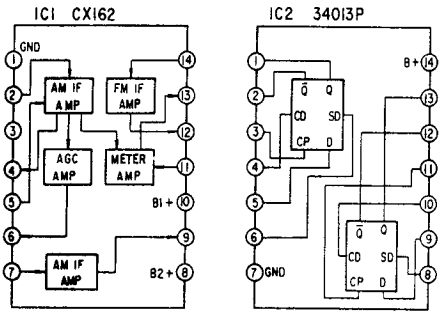 IC1 CX162
1 GND
2
3
4
5
6
7
14
13
12
11
10 B1+
9
8 B2+
AM IF
AMP
FM IF
AMP
AGC
AMP
METER
AMP
AM IF
AMP
IC2 34013P
1
2
3
4
5
6
7 GND
B+ 14
13
12
11
10
9
8
Q̅ Q
CD SD
CP D
Q̅ Q
CD SD
CP D